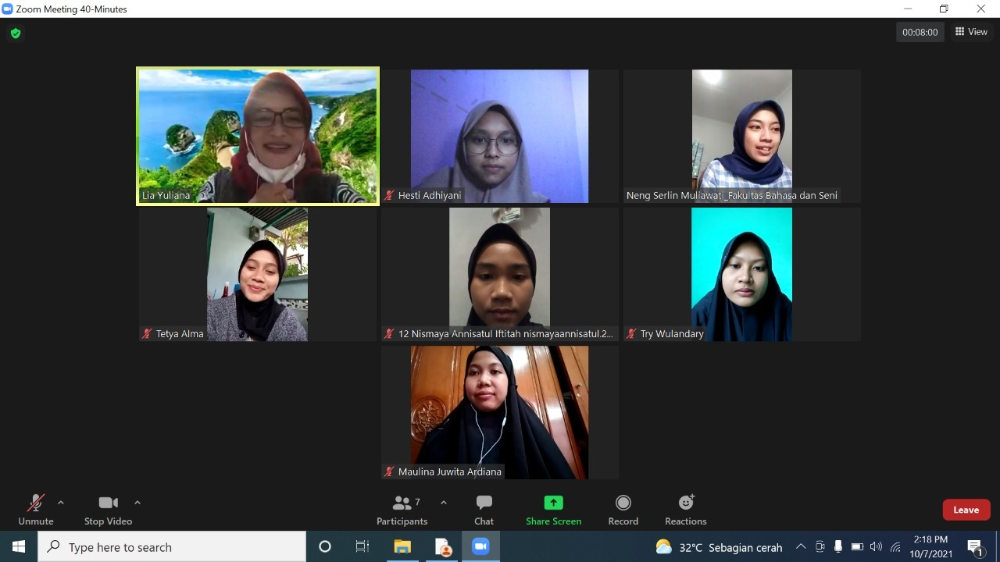 Zoom Meeting 40-Minutes
00:08:00
View
Lia Yuliana
Hesti Adhiyani
Neng Serlin Muliawati_Fakultas Bahasa dan Seni
Tetya Alma
12 Nismaya Annisatul Iftitah nismayaannisatul.2...
Try Wulandary
Maulina Juwita Ardiana
Unmute
Stop Video
7
Participants
Chat
Share Screen
Record
Reactions
Leave
Type here to search
32°C Sebagian cerah
2:18 PM
10/7/2021
1